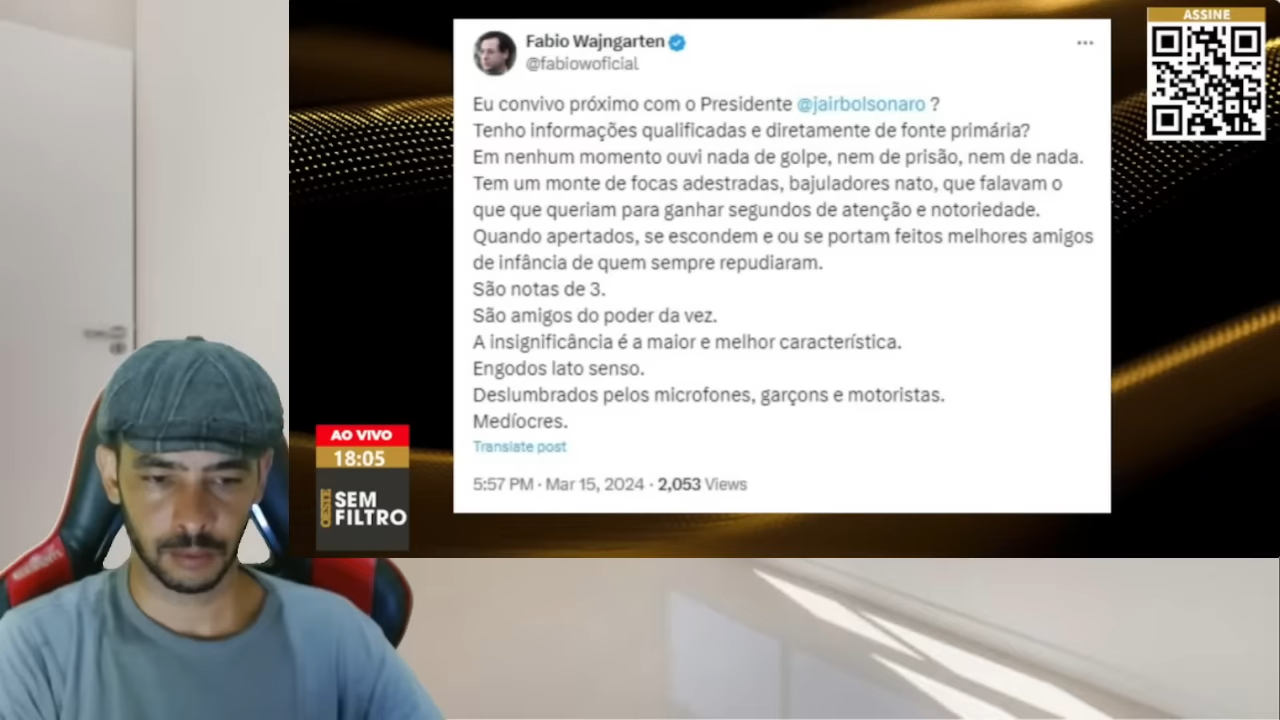 ASSINE
Fabio Wajngarten
@fabiowoficial
Eu convivo próximo com o Presidente @jairbolsonaro ?
Tenho informações qualificadas e diretamente de fonte primária?
Em nenhum momento ouvi nada de golpe, nem de prisão, nem de nada.
Tem um monte de focas adestradas, bajuladores nato, que falavam o
que que queriam para ganhar segundos de atenção e notoriedade.
Quando apertados, se escondem e ou se portam feitos melhores amigos
de infância de quem sempre repudiaram.
São notas de 3.
São amigos do poder da vez.
A insignificância é a maior e melhor característica.
Engodos lato senso.
Deslumbrados pelos microfones, garçons e motoristas.
Medíocres.
Translate post
5:57 PM · Mar 15, 2024 · 2,053 Views
AO VIVO
18:05
OESTE
SEM
FILTRO